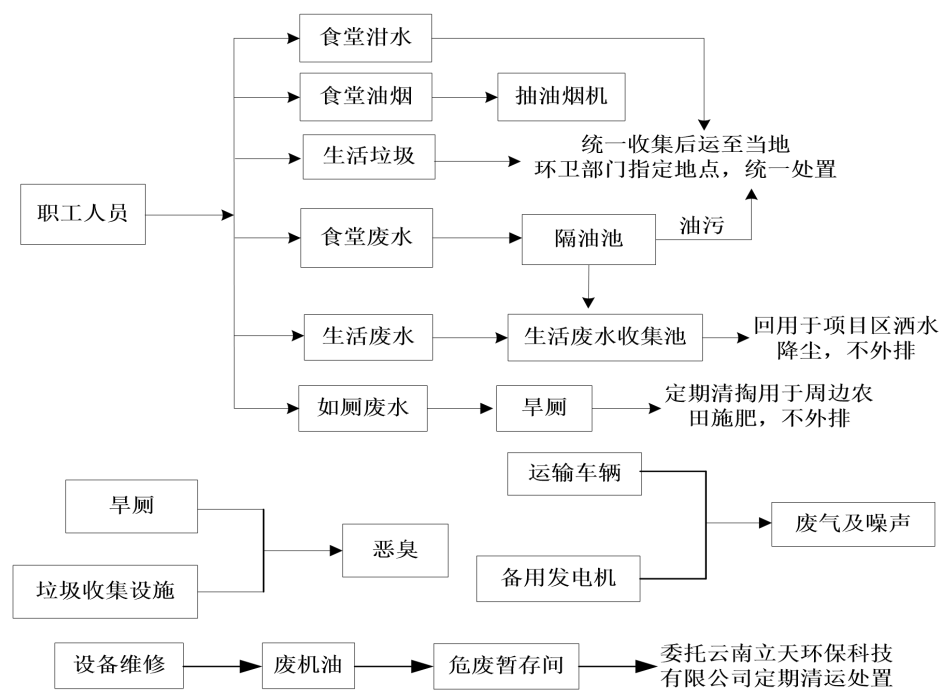 食堂泔水
食堂油烟
抽油烟机
统一收集后运至当地
环卫部门指定地点，统一处置
生活垃圾
职工人员
食堂废水
隔油池
油污
生活废水
生活废水收集池
回用于项目区洒水
降尘，不外排
如厕废水
旱厕
定期清掏用于周边农
田施肥，不外排
运输车辆
旱厕
恶臭
废气及噪声
垃圾收集设施
备用发电机
设备维修
废机油
危废暂存间
委托云南立天环保科技
有限公司定期清运处置